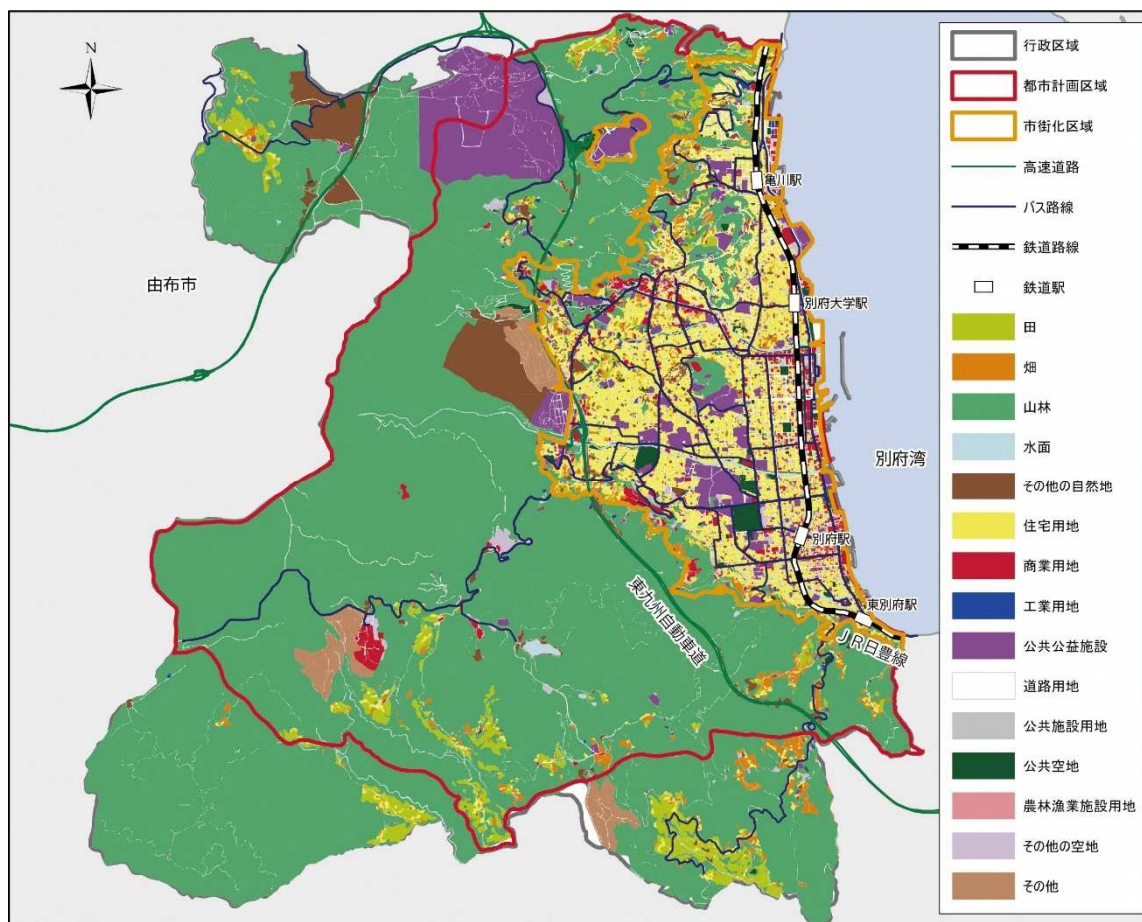 N
由布市
亀川駅
別府大学駅
別府湾
別府駅
東別府駅
JR日豊線
東九州自動車道
行政区域
都市計画区域
市街化区域
高速道路
バス路線
鉄道路線
鉄道駅
田
畑
山林
水面
その他の自然地
住宅用地
商業用地
工業用地
公共公益施設
道路用地
公共施設用地
公共空地
農林漁業施設用地
その他の空地
その他